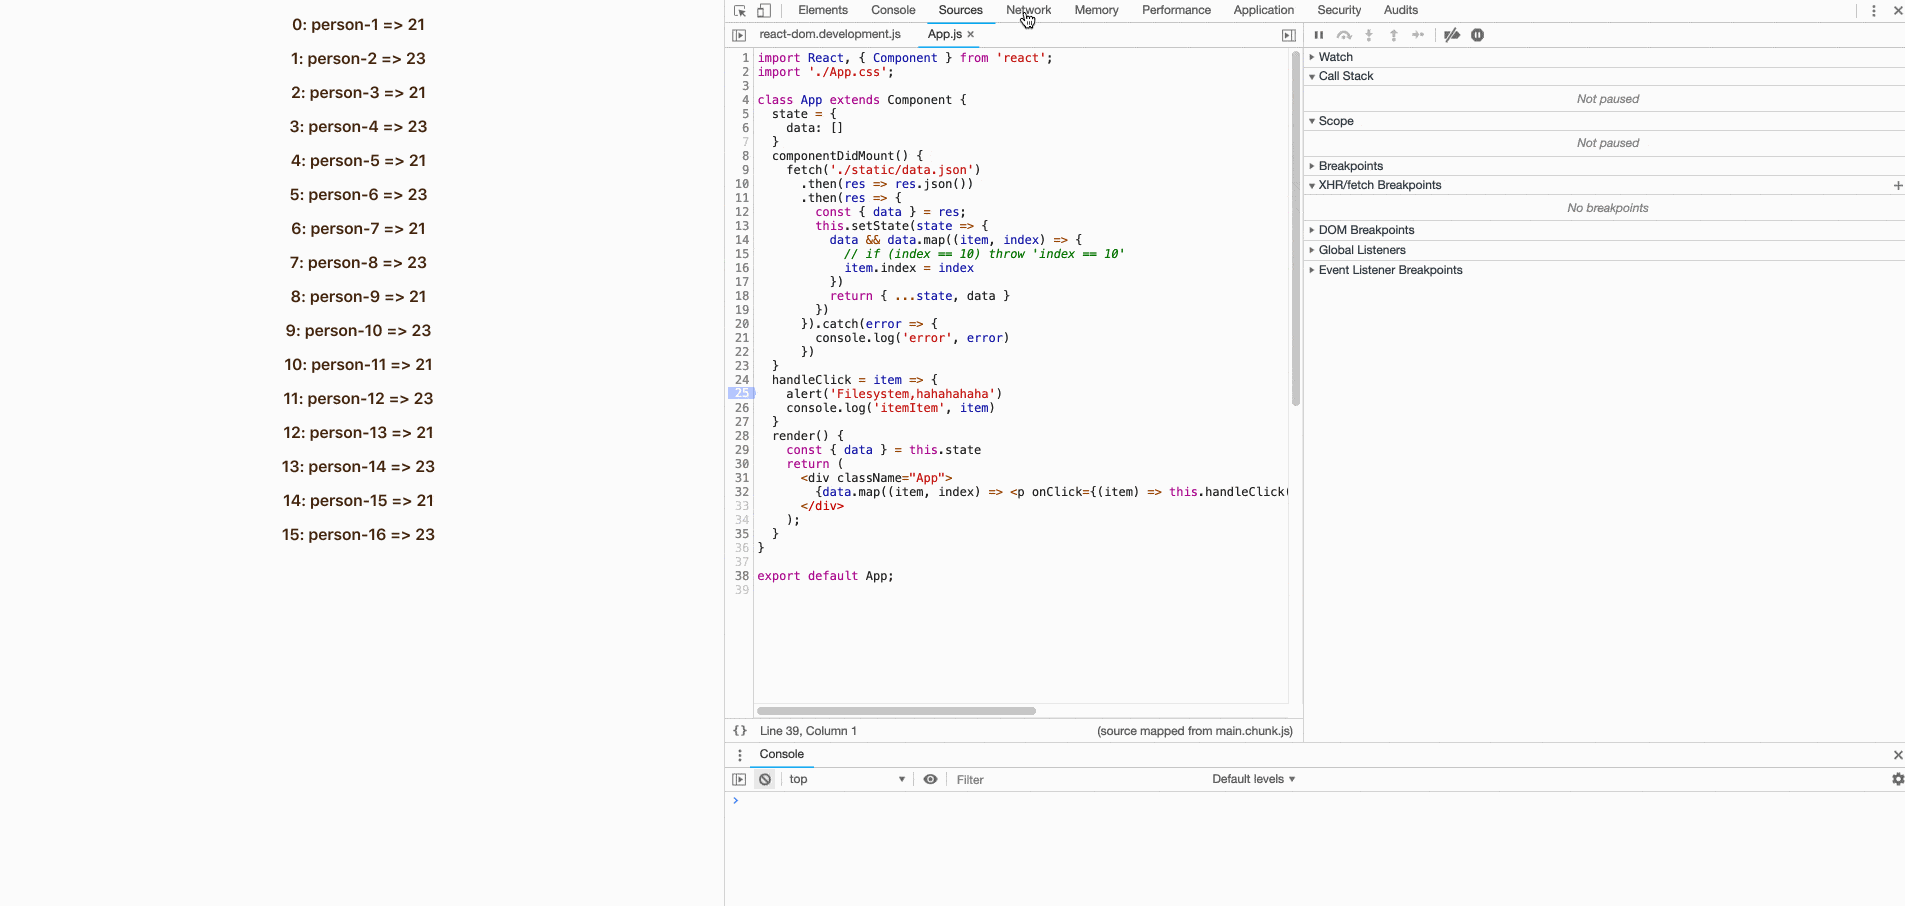 0: person-1 => 21
1: person-2 => 23
2: person-3 => 21
3: person-4 => 23
4: person-5 => 21
5: person-6 => 23
6: person-7 => 21
7: person-8 => 23
8: person-9 => 21
9: person-10 => 23
10: person-11 => 21
11: person-12 => 23
12: person-13 => 21
13: person-14 => 23
14: person-15 => 21
15: person-16 => 23
Elements Console Sources Network Memory Performance Application Security Audits
react-dom.development.js App.js ×
1 import React, { Component } from 'react';
2 import './App.css';
3
4 class App extends Component {
5 state = {
6 data: []
7 }
8 componentDidMount() {
9 fetch('./static/data.json')
10 .then(res => res.json())
11 .then(res => {
12 const { data } = res;
13 this.setState(state => {
14 data && data.map((item, index) => {
15 // if (index == 10) throw 'index == 10'
16 item.index = index
17 })
18 return { ...state, data }
19 })
20 }).catch(error => {
21 console.log('error', error)
22 })
23 }
24 handleClick = item => {
25 alert('Filesystem,hahahahaha')
26 console.log('itemItem', item)
27 }
28 render() {
29 const { data } = this.state
30 return (
31 <div className="App">
32 {data.map((item, index) => <p onClick={(item) => this.handleClick(
33 </div>
34 );
35 }
36 }
37
38 export default App;
39
{} Line 39, Column 1 (source mapped from main.chunk.js)
Watch
Call Stack
Not paused
Scope
Not paused
Breakpoints
XHR/fetch Breakpoints
No breakpoints
DOM Breakpoints
Global Listeners
Event Listener Breakpoints
Console
top Filter Default levels